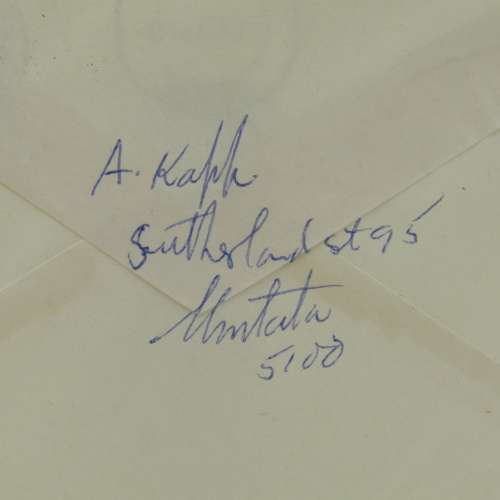 A. Kapp.
Sutherland st 95
Umtata
5100